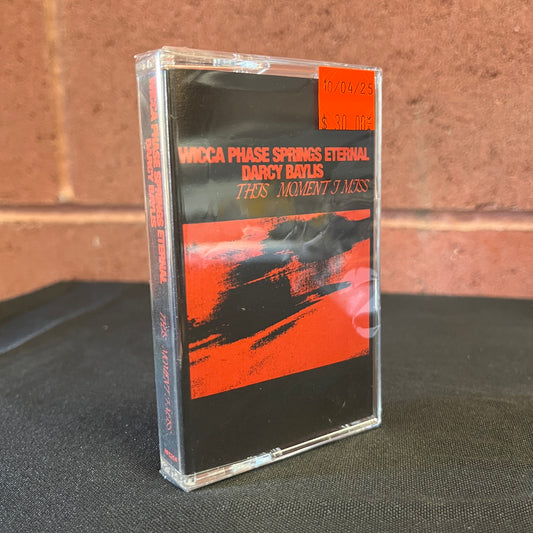 10/04/25
$ 30.00
WICCA PHASE SPRINGS ETERNAL
DARCY BAYLIS
THIS MOMENT I MISS
WICCA PHASE SPRINGS ETERNAL
DARCY BAYLIS
THIS MOMENT I MISS